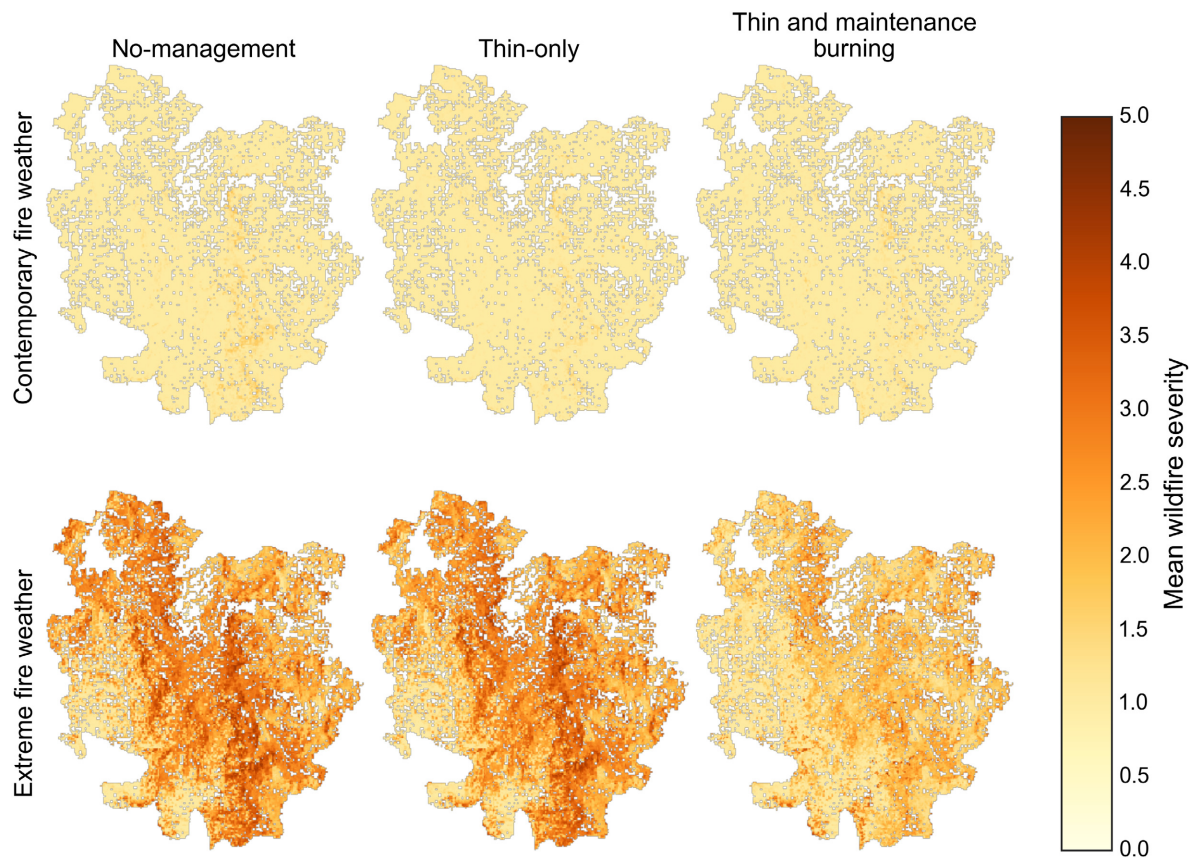 No-management
Thin-only
Thin and maintenance
burning
Contemporary fire weather
Extreme fire weather
5.0
4.5
4.0
3.5
3.0
2.5
2.0
1.5
1.0
0.5
0.0
Mean wildfire severity